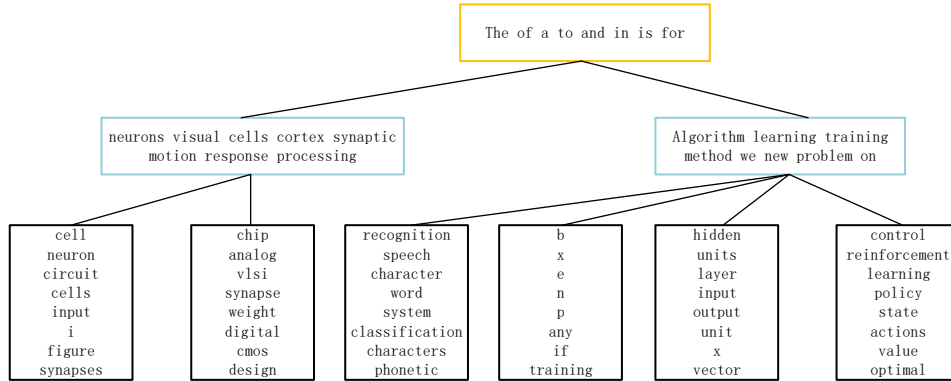 The of a to and in is for
neurons visual cells cortex synaptic
motion response processing
Algorithm learning training
method we new problem on
cell
neuron
circuit
cells
input
i
figure
synapses
chip
analog
vlsi
synapse
weight
digital
cmos
design
recognition
speech
character
word
system
classification
characters
phonetic
b
x
e
n
p
any
if
training
hidden
units
layer
input
output
unit
x
vector
control
reinforcement
learning
policy
state
actions
value
optimal